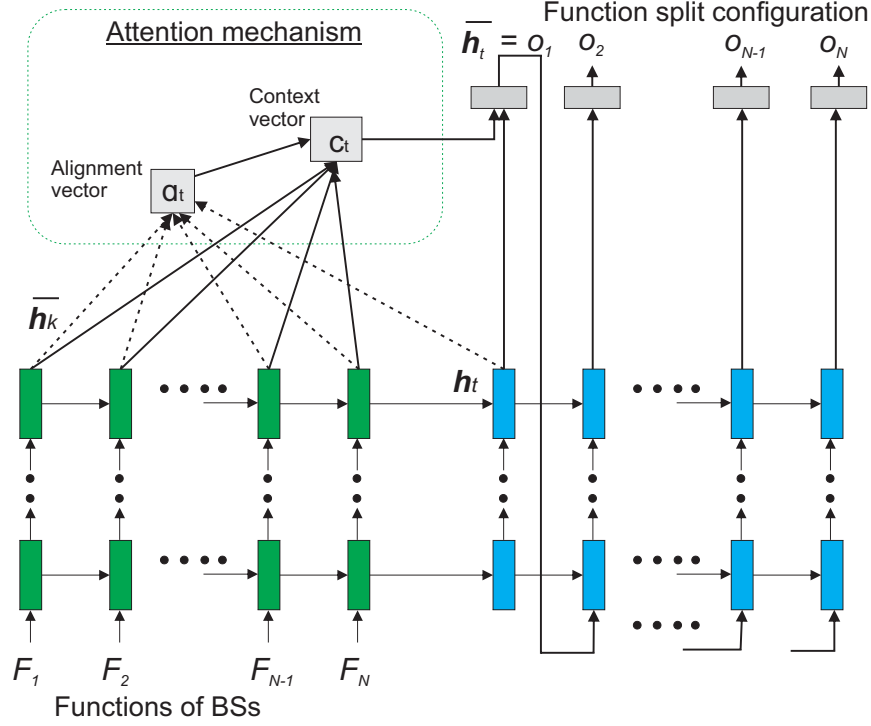 Function split configuration
Attention mechanism
h̅t = o1 o2 oN-1 oN
Context
vector
ct
Alignment
vector
αt
h̅k
ht
F1 F2 FN-1 FN
Functions of BSs